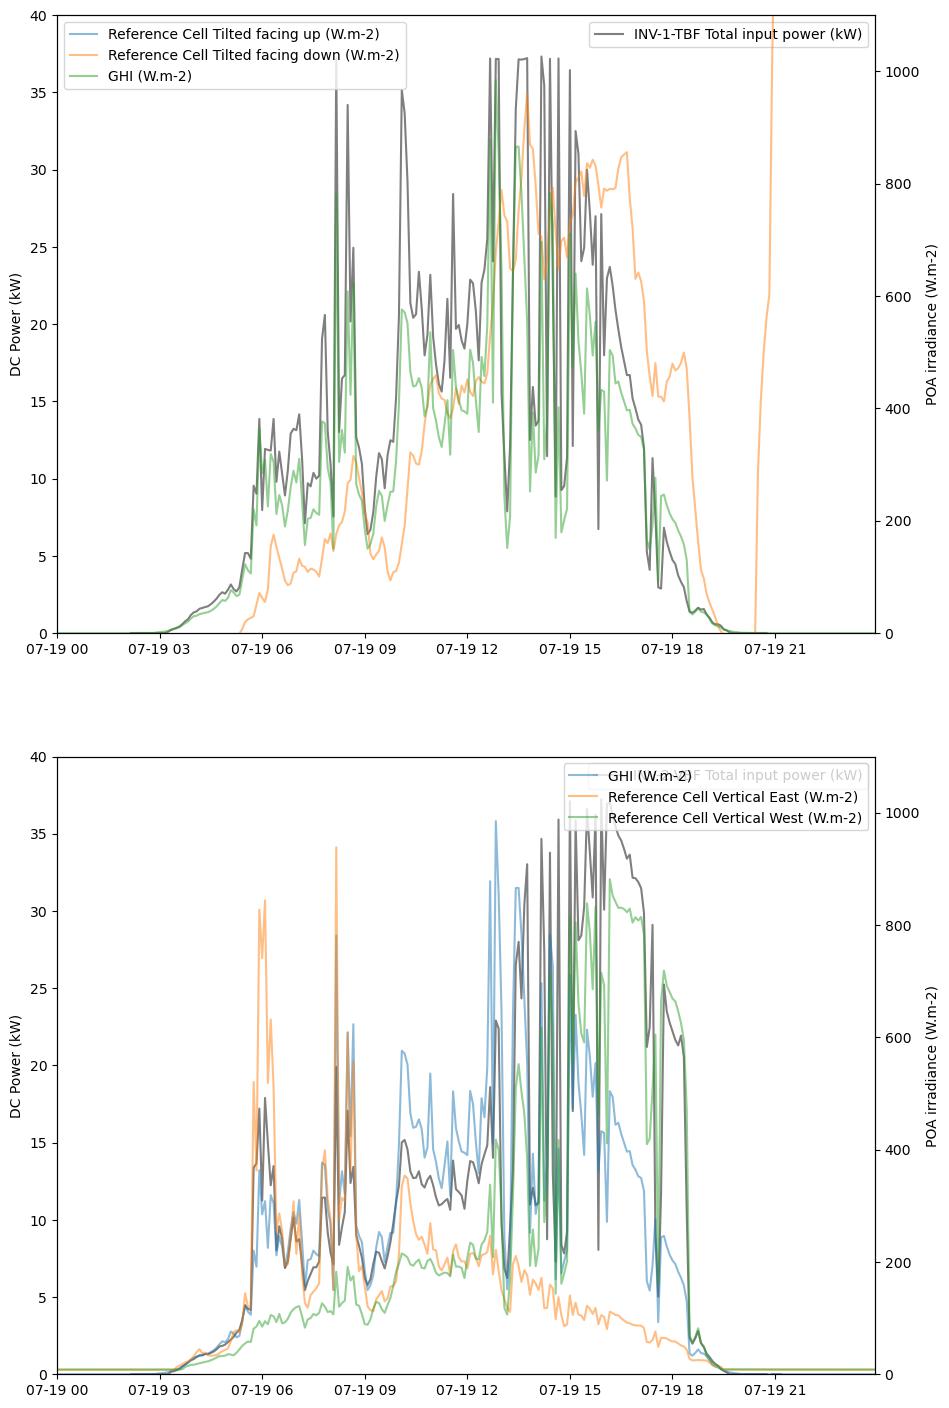 40
35
30
25
20
15
10
5
0
DC Power (kW)
Reference Cell Tilted facing up (W.m-2)
Reference Cell Tilted facing down (W.m-2)
GHI (W.m-2)
INV-1-TBF Total input power (kW)
1000
800
600
400
200
0
POA irradiance (W.m-2)
07-19 00 07-19 03 07-19 06 07-19 09 07-19 12 07-19 15 07-19 18 07-19 21
40
35
30
25
20
15
10
5
0
DC Power (kW)
VBF Total input power (kW)
GHI (W.m-2)
Reference Cell Vertical East (W.m-2)
Reference Cell Vertical West (W.m-2)
1000
800
600
400
200
0
POA irradiance (W.m-2)
07-19 00 07-19 03 07-19 06 07-19 09 07-19 12 07-19 15 07-19 18 07-19 21